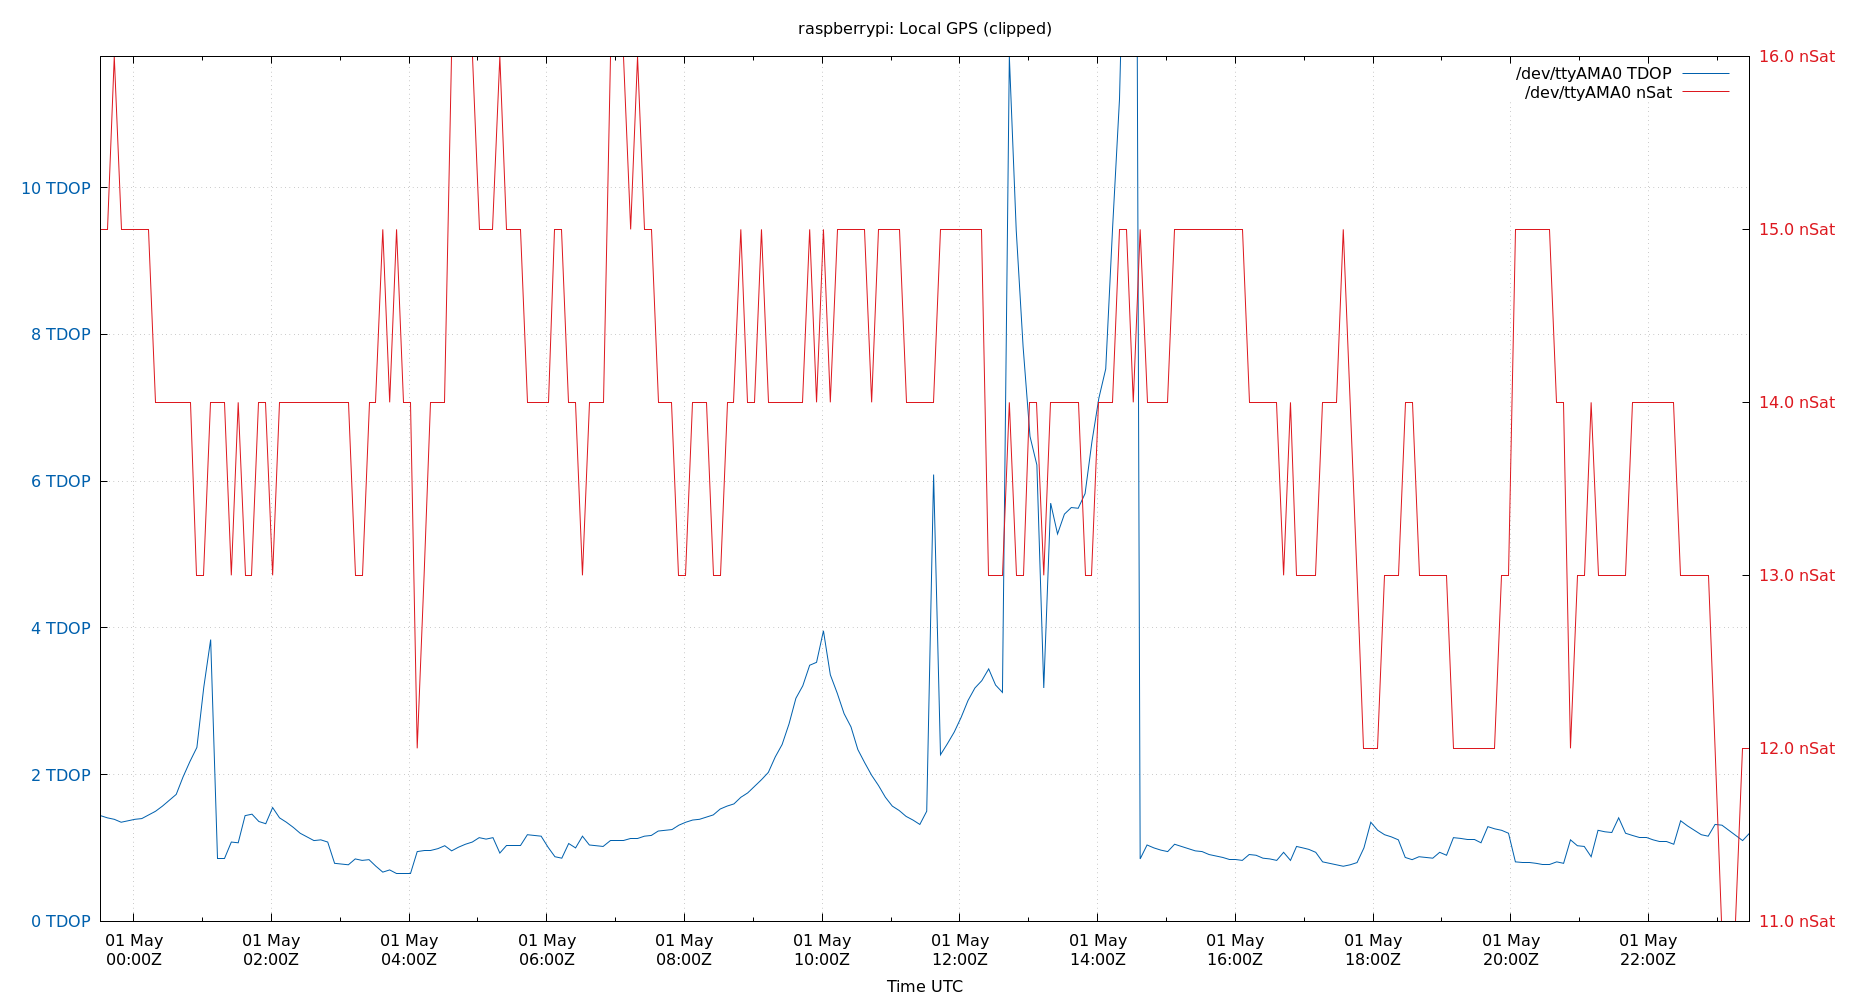 raspberrypi: Local GPS (clipped)
/dev/ttyAMA0 TDOP
/dev/ttyAMA0 nSat
10 TDOP
8 TDOP
6 TDOP
4 TDOP
2 TDOP
0 TDOP
16.0 nSat
15.0 nSat
14.0 nSat
13.0 nSat
12.0 nSat
11.0 nSat
01 May 01 May 01 May 01 May 01 May 01 May 01 May 01 May 01 May 01 May 01 May 01 May
00:00Z 02:00Z 04:00Z 06:00Z 08:00Z 10:00Z 12:00Z 14:00Z 16:00Z 18:00Z 20:00Z 22:00Z
Time UTC